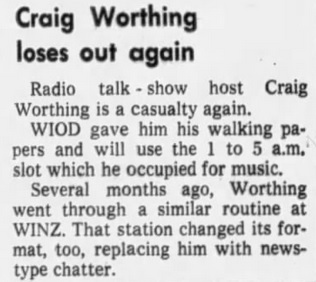 Craig Worthing
loses out again
Radio talk - show host Craig
Worthing is a casualty again.
WIOD gave him his walking pa-
pers and will use the 1 to 5 a.m.
slot which he occupied for music.
Several months ago, Worthing
went through a similar routine at
WINZ. That station changed its for-
mat, too, replacing him with news-
type chatter.